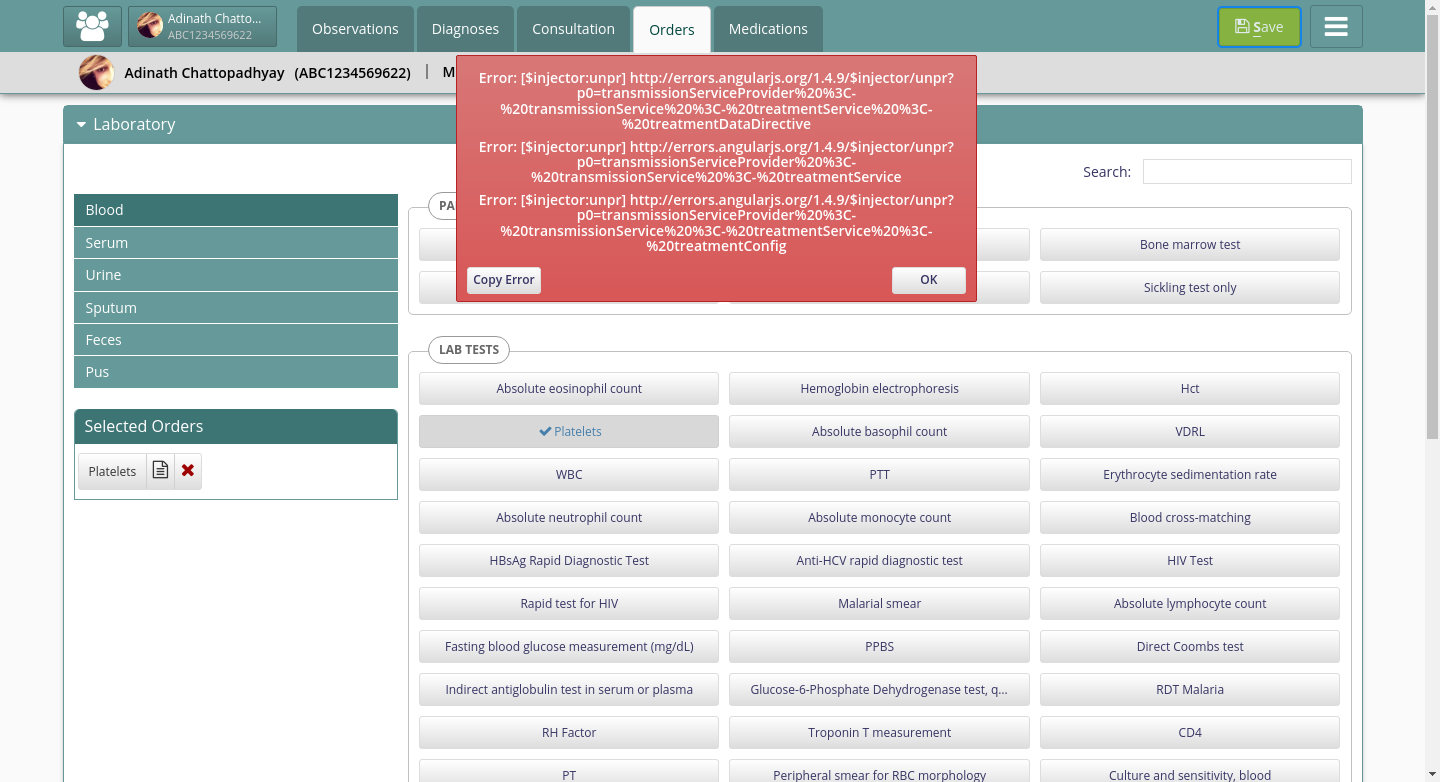 Adinath Chatto...
ABC1234569622
Observations
Diagnoses
Consultation
Orders
Medications
Save
Adinath Chattopadhyay (ABC1234569622) | M
Error: [$injector:unpr] http://errors.angularjs.org/1.4.9/$injector/unpr?
p0=transmissionServiceProvider%20%3C-
%20transmissionService%20%3C-%20treatmentService%20%3C-
%20treatmentDataDirective
Error: [$injector:unpr] http://errors.angularjs.org/1.4.9/$injector/unpr?
p0=transmissionServiceProvider%20%3C-
%20transmissionService%20%3C-%20treatmentService
Error: [$injector:unpr] http://errors.angularjs.org/1.4.9/$injector/unpr?
p0=transmissionServiceProvider%20%3C-
%20transmissionService%20%3C-%20treatmentService%20%3C-
%20treatmentConfig
Copy Error
OK
Laboratory
Search:
Blood
Serum
Urine
Sputum
Feces
Pus
Selected Orders
Platelets
PA
Bone marrow test
Sickling test only
LAB TESTS
Absolute eosinophil count
Hemoglobin electrophoresis
Hct
Platelets
Absolute basophil count
VDRL
WBC
PTT
Erythrocyte sedimentation rate
Absolute neutrophil count
Absolute monocyte count
Blood cross-matching
HBsAg Rapid Diagnostic Test
Anti-HCV rapid diagnostic test
HIV Test
Rapid test for HIV
Malarial smear
Absolute lymphocyte count
Fasting blood glucose measurement (mg/dL)
PPBS
Direct Coombs test
Indirect antiglobulin test in serum or plasma
Glucose-6-Phosphate Dehydrogenase test, q...
RDT Malaria
RH Factor
Troponin T measurement
CD4
PT
Peripheral smear for RBC morphology
Culture and sensitivity, blood